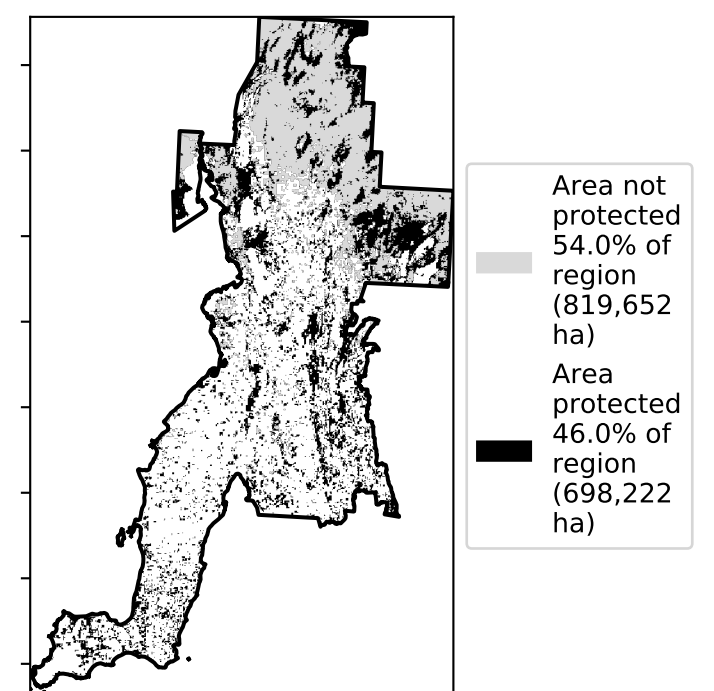 Area not
protected
54.0% of
region
(819,652
ha)
Area
protected
46.0% of
region
(698,222
ha)